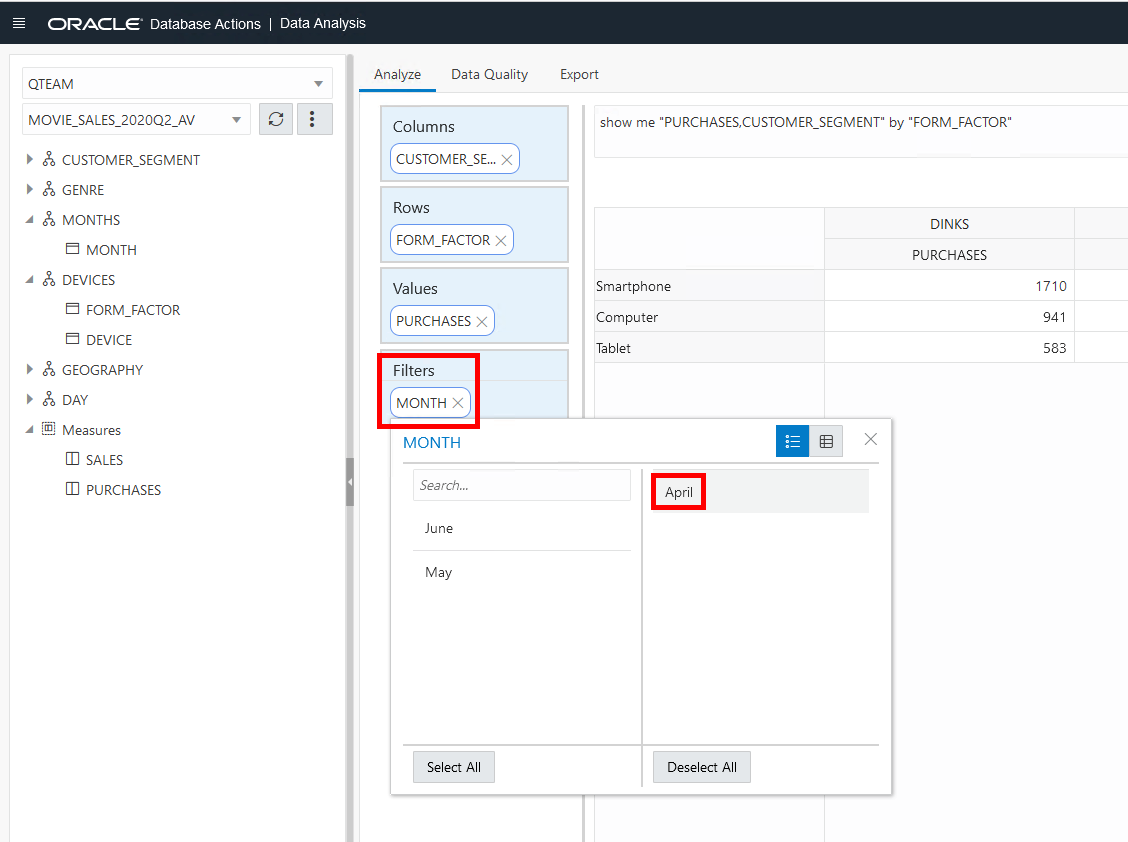 ORACLE Database Actions | Data Analysis
QTEAM
MOVIE_SALES_2020Q2_AV
CUSTOMER_SEGMENT
GENRE
MONTHS
MONTH
DEVICES
FORM_FACTOR
DEVICE
GEOGRAPHY
DAY
Measures
SALES
PURCHASES
Analyze Data Quality Export
Columns
CUSTOMER_SE...
Rows
FORM_FACTOR
Values
PURCHASES
Filters
MONTH
show me "PURCHASES,CUSTOMER_SEGMENT" by "FORM_FACTOR"
DINKS
PURCHASES
Smartphone 1710
Computer 941
Tablet 583
MONTH
Search...
June
May
April
Select All
Deselect All